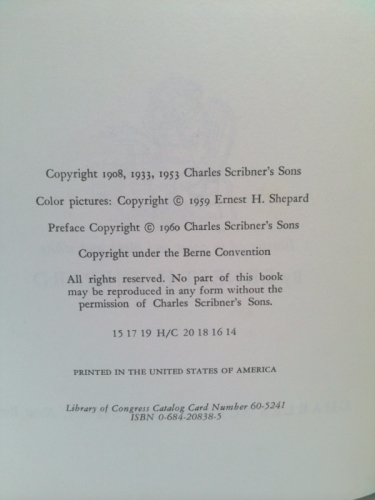 Copyright 1908, 1933, 1953 Charles Scribner's Sons
Color pictures: Copyright © 1959 Ernest H. Shepard
Preface Copyright © 1960 Charles Scribner's Sons
Copyright under the Berne Convention
All rights reserved. No part of this book
may be reproduced in any form without the
permission of Charles Scribner's Sons.
15 17 19 H/C 20 18 16 14
PRINTED IN THE UNITED STATES OF AMERICA
Library of Congress Catalog Card Number 60-5241
ISBN 0-684-20838-5